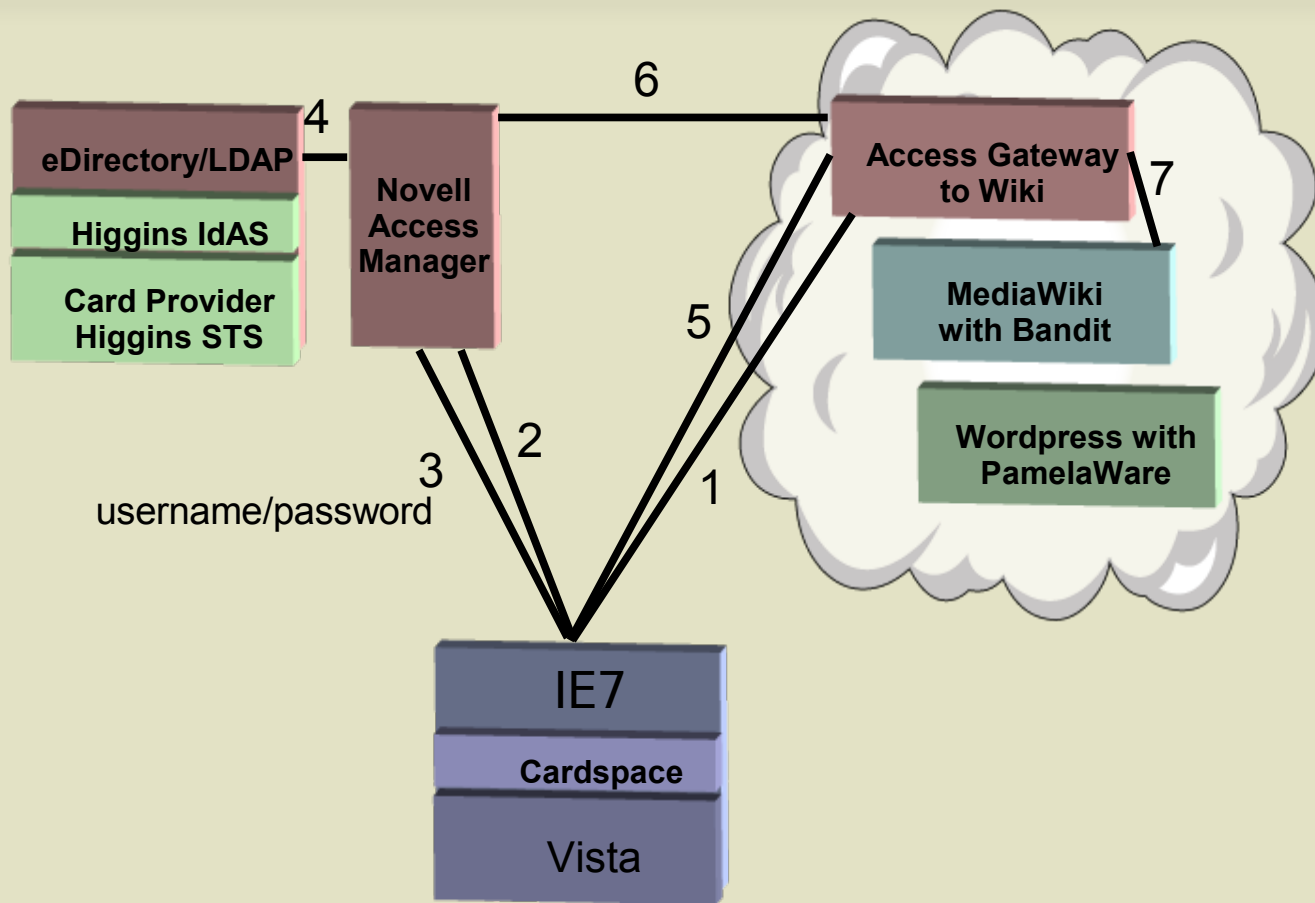 6
4
eDirectory/LDAP
Higgins IdAS
Card Provider
Higgins STS
Novell
Access
Manager
Access Gateway
to Wiki
7
MediaWiki
with Bandit
Wordpress with
PamelaWare
5
1
2
3
username/password
IE7
Cardspace
Vista